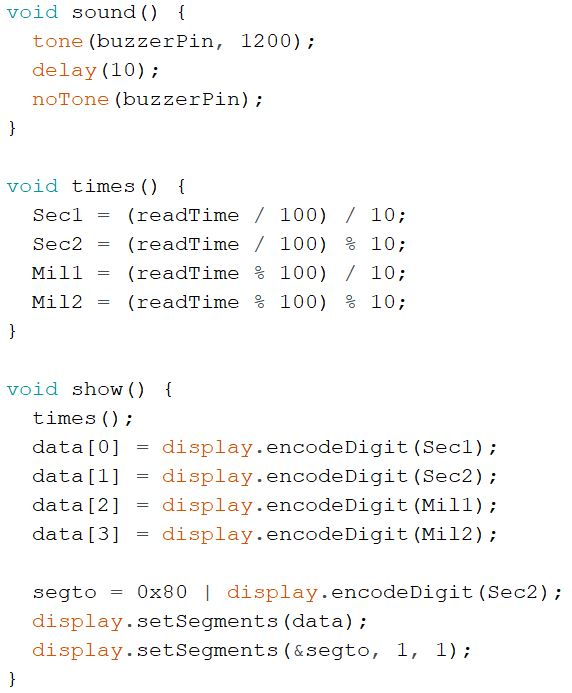 void sound() {
  tone(buzzerPin, 1200);
  delay(10);
  noTone(buzzerPin);
}

void times() {
  Sec1 = (readTime / 100) / 10;
  Sec2 = (readTime / 100) % 10;
  Mil1 = (readTime % 100) / 10;
  Mil2 = (readTime % 100) % 10;
}

void show() {
  times();
  data[0] = display.encodeDigit(Sec1);
  data[1] = display.encodeDigit(Sec2);
  data[2] = display.encodeDigit(Mil1);
  data[3] = display.encodeDigit(Mil2);

  segto = 0x80 | display.encodeDigit(Sec2);
  display.setSegments(data);
  display.setSegments(&segto, 1, 1);
}